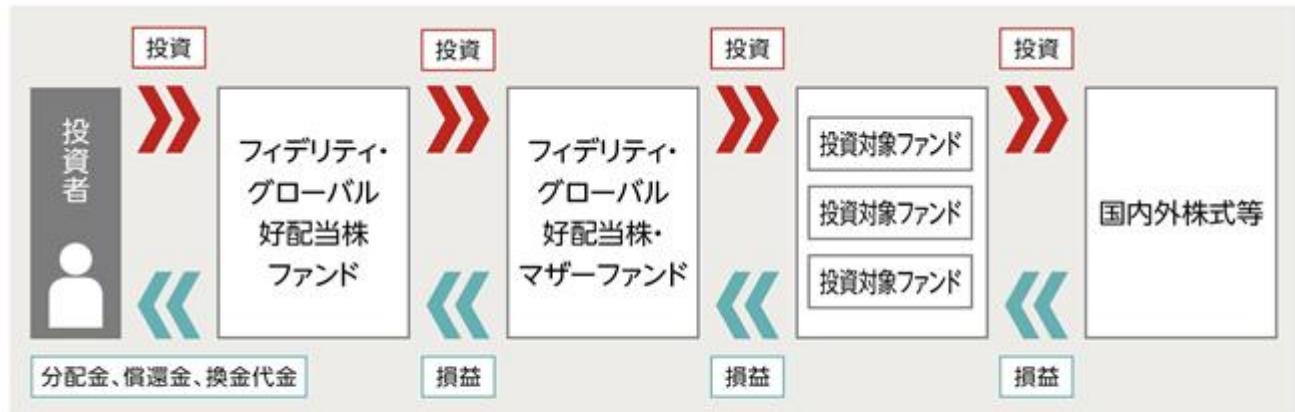 投資
投資
投資
投資
投資者
フィデリティ・
グローバル
好配当株
ファンド
フィデリティ・
グローバル
好配当株・
マザーファンド
投資対象ファンド
投資対象ファンド
投資対象ファンド
国内外株式等
分配金、償還金、換金代金
損益
損益
損益